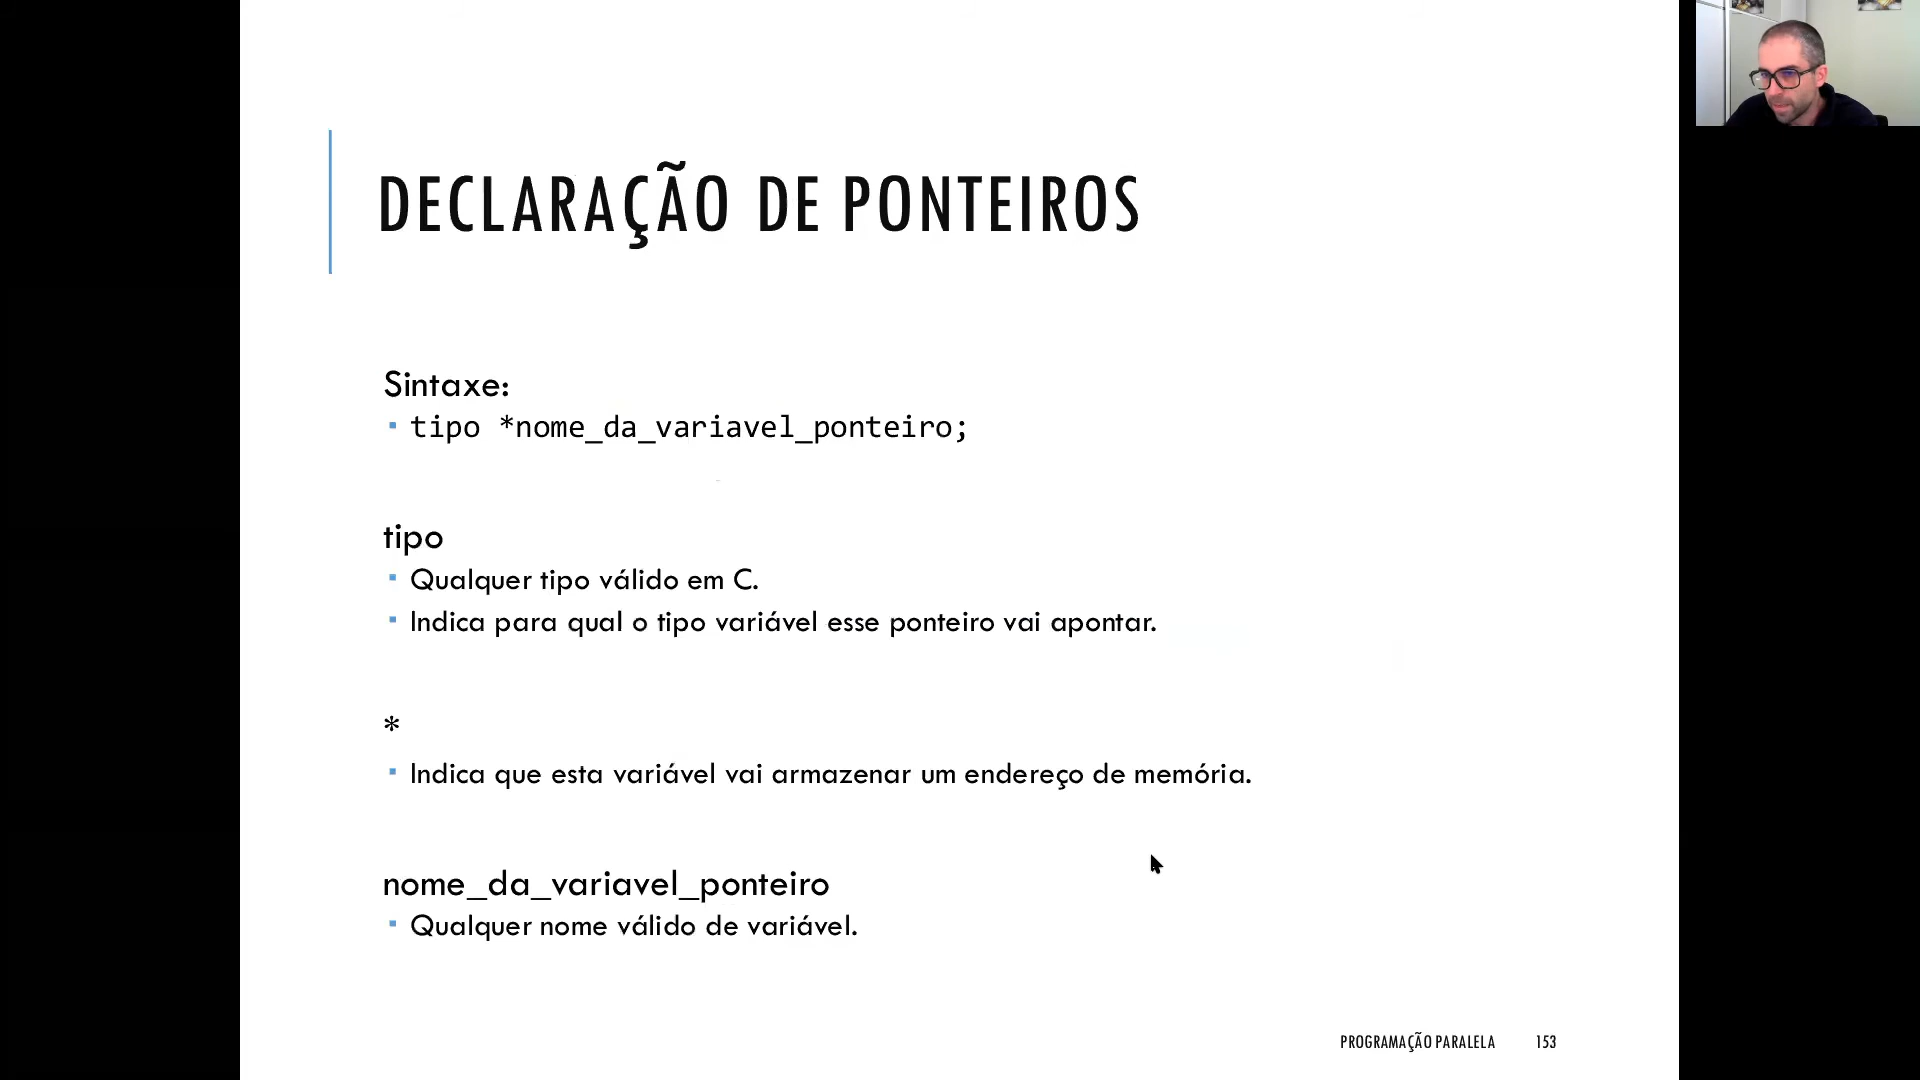 DECLARAÇÃO DE PONTEIROS
Sintaxe:
▪ tipo *nome_da_variavel_ponteiro;
tipo
▪ Qualquer tipo válido em C.
▪ Indica para qual o tipo variável esse ponteiro vai apontar.
*
▪ Indica que esta variável vai armazenar um endereço de memória.
nome_da_variavel_ponteiro
▪ Qualquer nome válido de variável.
PROGRAMAÇÃO PARALELA 153